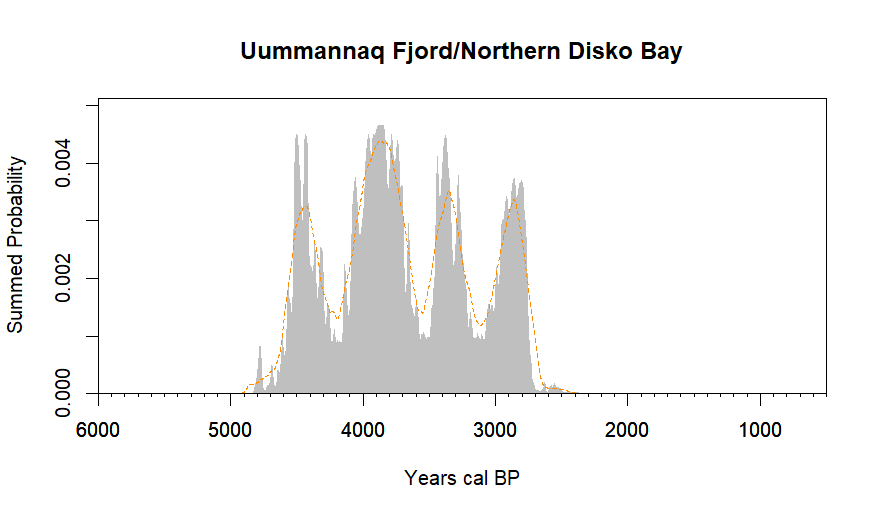 Uummannaq Fjord/Northern Disko Bay
Summed Probability
0.004
0.002
0.000
6000 5000 4000 3000 2000 1000
Years cal BP